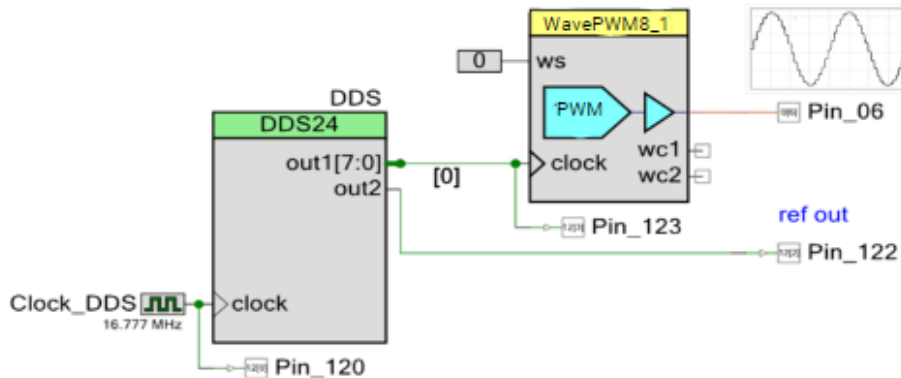 WavePWM8_1
0
ws
PWM
Pin_06
wc1
wc2
clock
DDS
DDS24
out1[7:0]
out2
[0]
Pin_123
ref out
Pin_122
Clock_DDS
16.777 MHz
clock
Pin_120